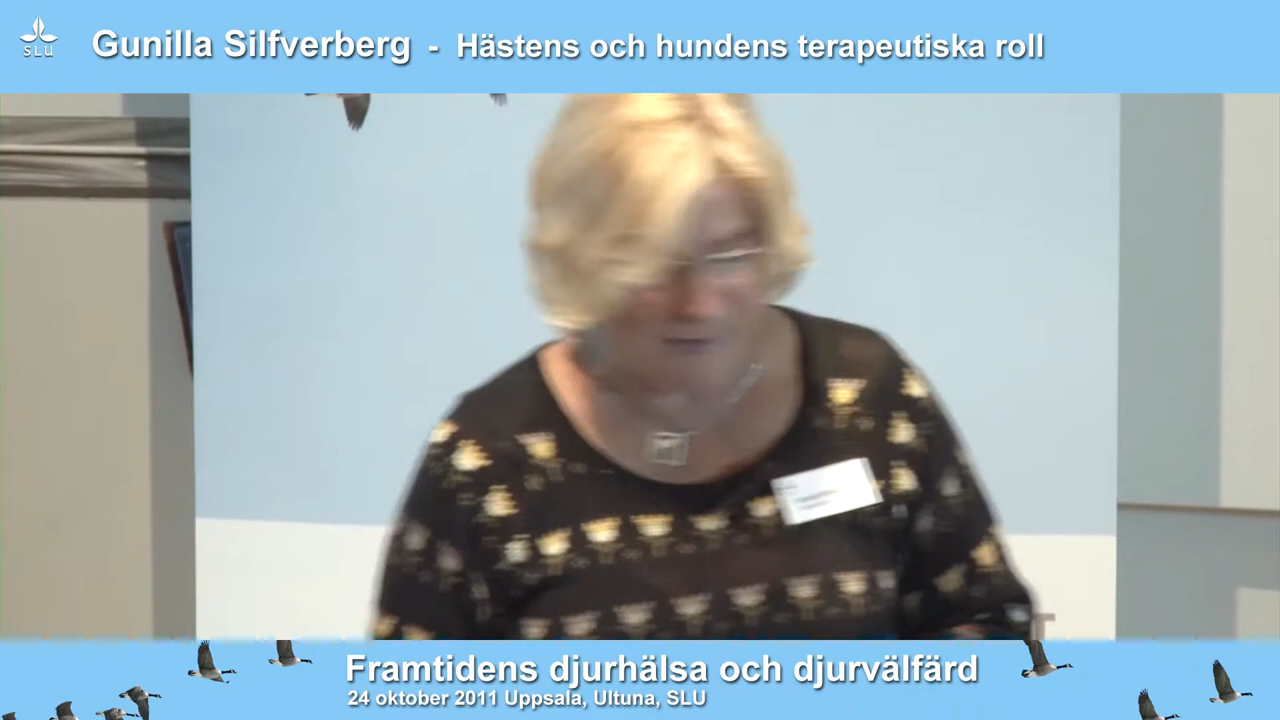 SLU
Gunilla Silfverberg - Hästens och hundens terapeutiska roll
Framtidens djurhälsa och djurvälfärd
24 oktober 2011 Uppsala, Ultuna, SLU